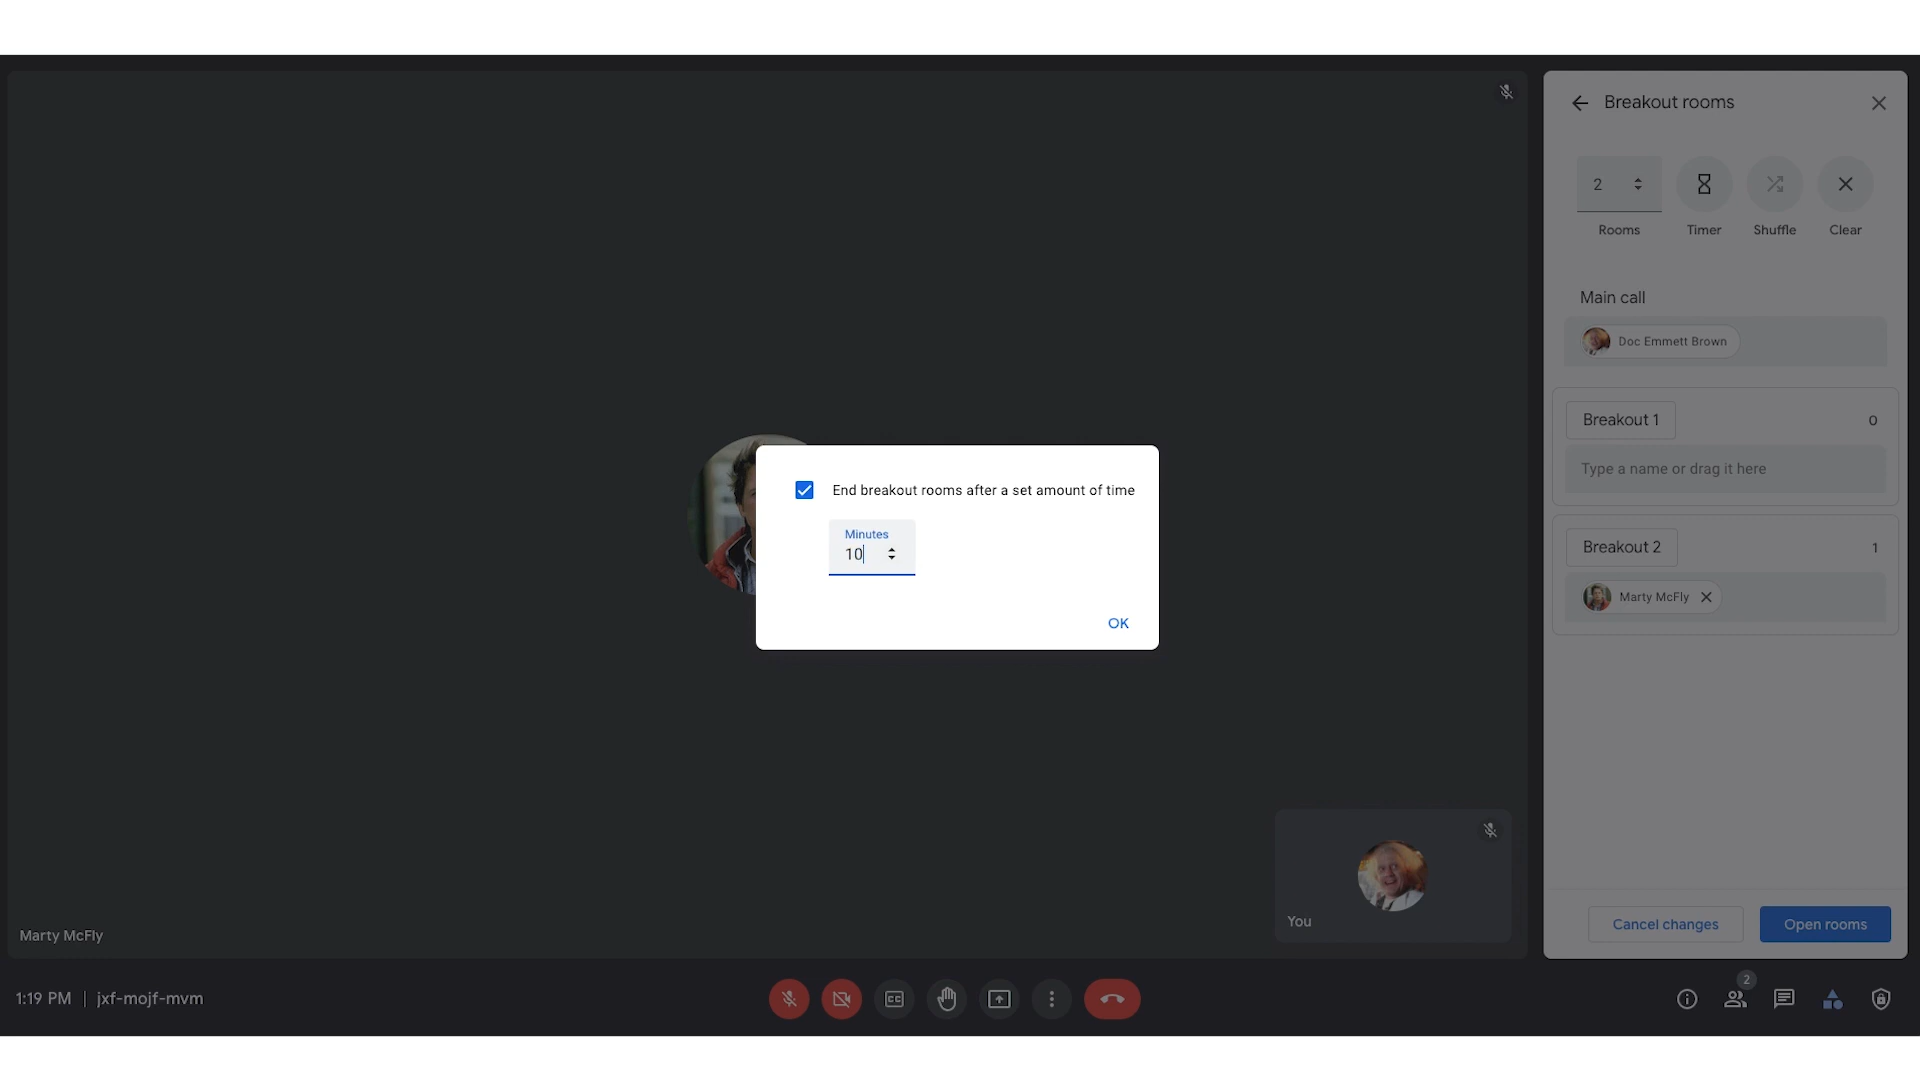 Breakout rooms
2
Rooms
Timer
Shuffle
Clear
Main call
Doc Emmett Brown
Breakout 1
0
Type a name or drag it here
Breakout 2
1
Marty McFly
End breakout rooms after a set amount of time
Minutes
10
OK
You
Marty McFly
Cancel changes
Open rooms
1:19 PM | jxf-mojf-mvm
CC
2